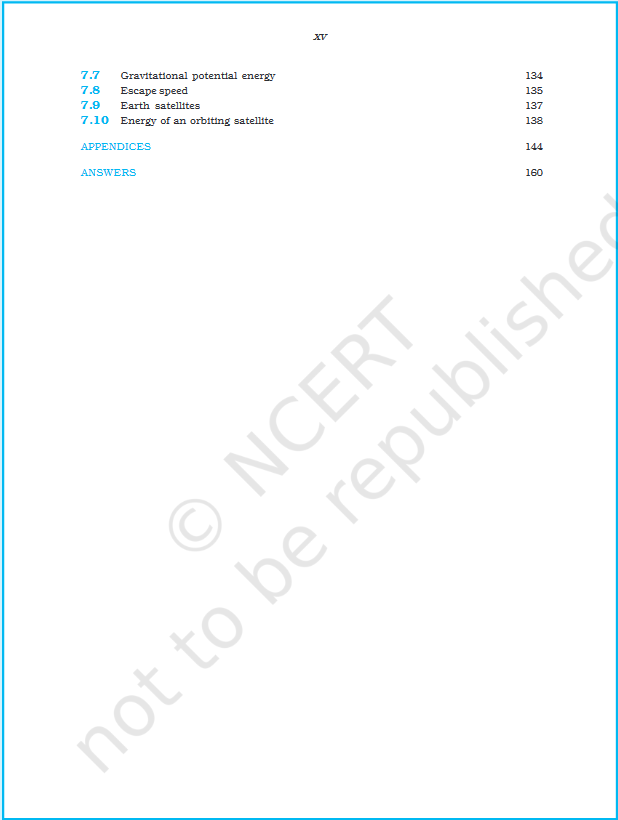 xv
7.7 Gravitational potential energy 134
7.8 Escape speed 135
7.9 Earth satellites 137
7.10 Energy of an orbiting satellite 138
APPENDICES 144
ANSWERS 160
© NCERT
not to be republished